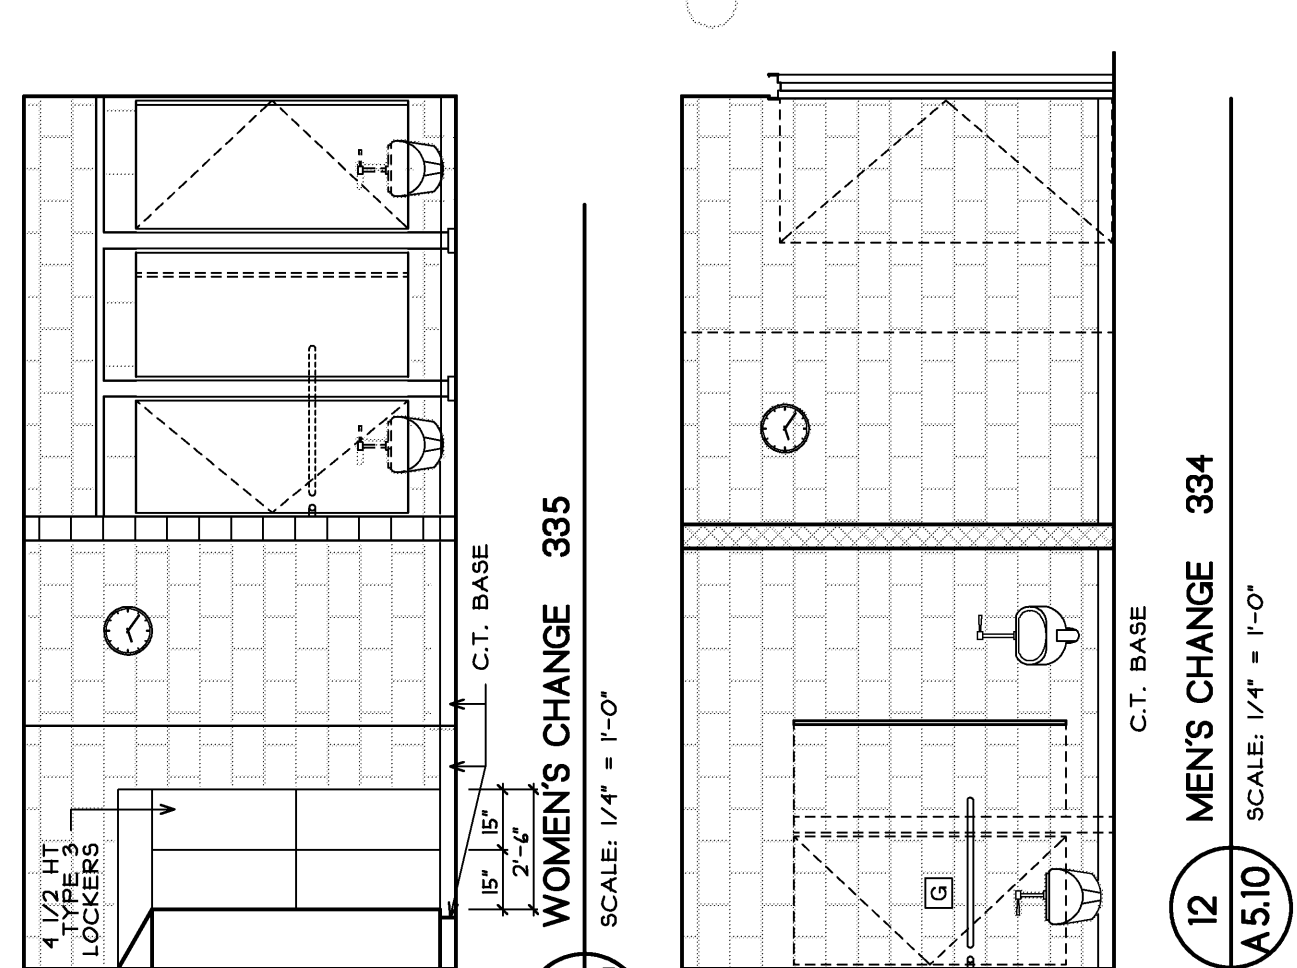 4 1/2 HT
TYPE 3
LOCKERS
C.T. BASE
15"
15"
2'-6"
WOMEN'S CHANGE 335
SCALE: 1/4" = 1'-0"
G
C.T. BASE
12
A5.10
MEN'S CHANGE 334
SCALE: 1/4" = 1'-0"